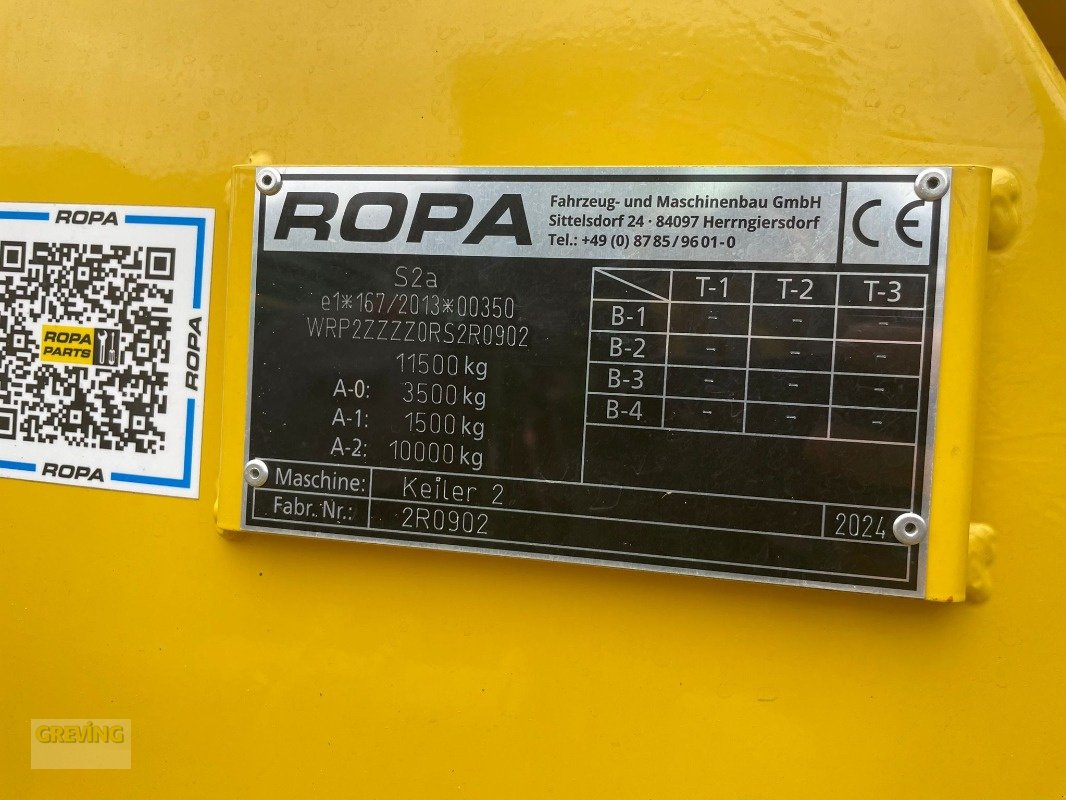 ROPA
ROPA
ROPA
PARTS
ROPA
ROPA Fahrzeug- und Maschinenbau GmbH
Sittelsdorf 24 · 84097 Herrngiersdorf
Tel.: +49 (0) 87 85 / 96 01-0
CE
S2a
e1*167/2013*00350
WRP2ZZZZ0RS2R0902
11500 kg
A-0: 3500 kg
A-1: 1500 kg
A-2: 10000 kg
T-1 T-2 T-3
B-1 - - -
B-2 - - -
B-3 - - -
B-4 - - -
Maschine: Keiler 2
Fabr. Nr.: 2R0902 2024
GREVING